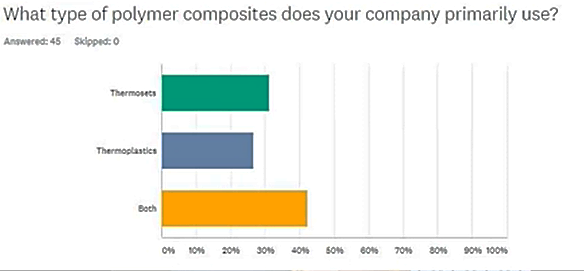 What type of polymer composites does your company primarily use?
Answered: 45 Skipped: 0
Thermosets
Thermoplastics
Both
0% 10% 20% 30% 40% 50% 60% 70% 80% 90% 100%